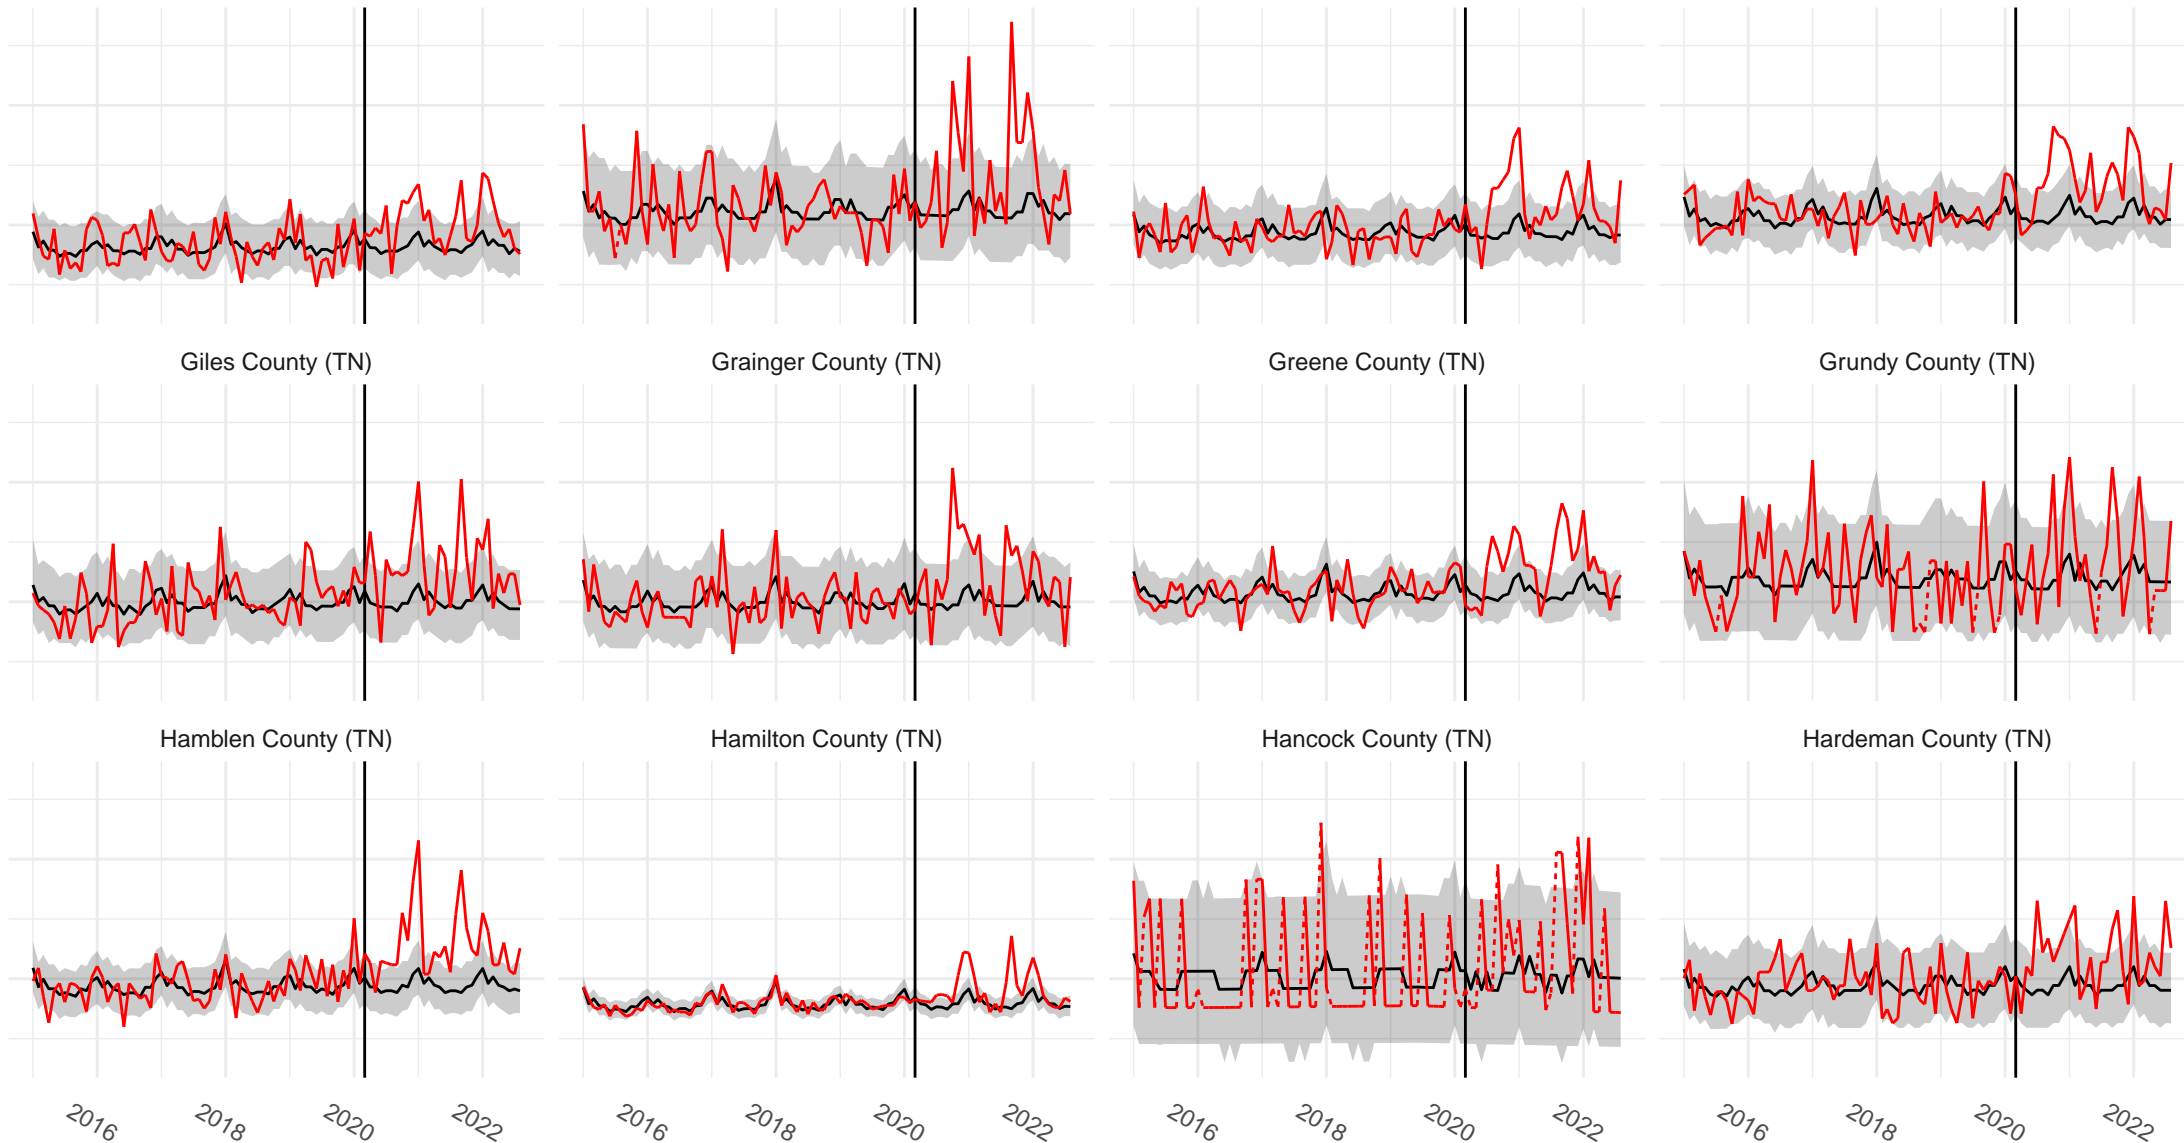 Giles County (TN)
Grainger County (TN)
Greene County (TN)
Grundy County (TN)
Hamblen County (TN)
Hamilton County (TN)
Hancock County (TN)
Hardeman County (TN)
2016 2018 2020 2022 2016 2018 2020 2022 2016 2018 2020 2022 2016 2018 2020 2022